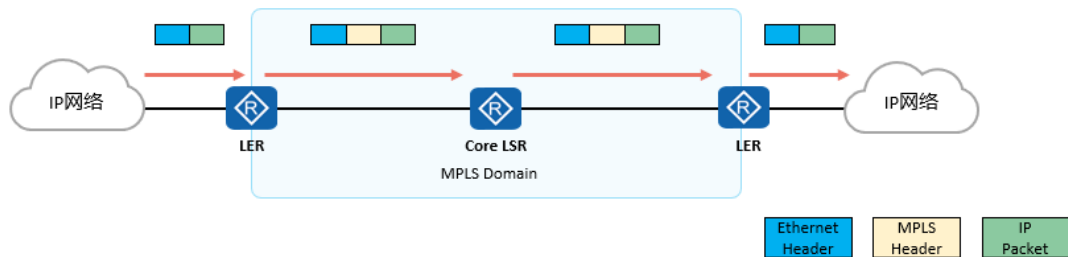 IP网络
R
LER
R
Core LSR
R
LER
IP网络
MPLS Domain
Ethernet
Header
MPLS
Header
IP
Packet